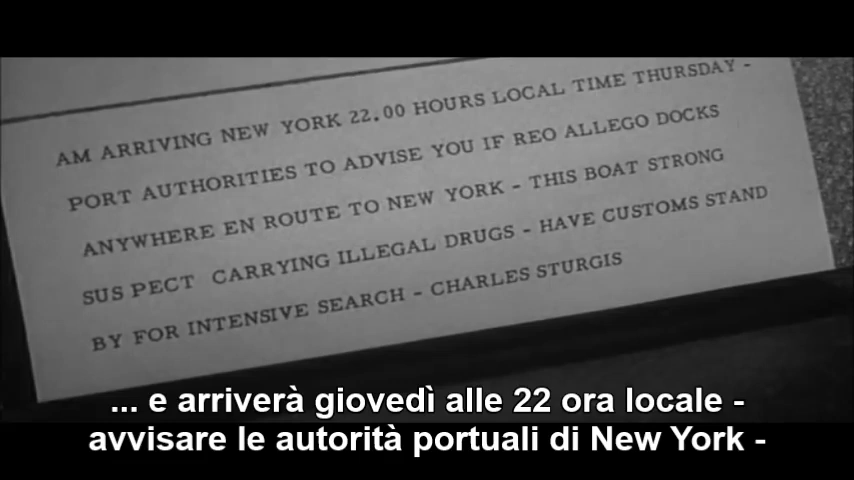 AM ARRIVING NEW YORK 22.00 HOURS LOCAL TIME THURSDAY -
PORT AUTHORITIES TO ADVISE YOU IF REO ALLEGO DOCKS
ANYWHERE EN ROUTE TO NEW YORK - THIS BOAT STRONG
SUS PECT CARRYING ILLEGAL DRUGS - HAVE CUSTOMS STAND
BY FOR INTENSIVE SEARCH - CHARLES STURGIS
... e arriverà giovedì alle 22 ora locale -
avvisare le autorità portuali di New York -